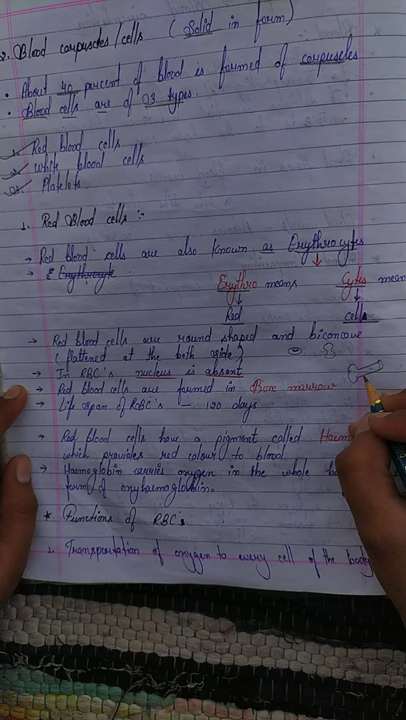 2. Blood corpuscles/cells ( Solid in form)
• About 40 percent of blood is formed of corpuscles
• Blood cells are of 03 types.
1. Red blood cells
2. white blood cells
3. Platelets.
1. Red Blood cells :-
→ Red blood cells are also known as Erythrocytes
→ E Erythrocyte
Erythro means Cytes mean
Red cells
→ Red blood cells are round shaped and biconcave
( flattened at the both side )
→ In RBC's nucleus is absent
→ Red blood cells are formed in Bone marrow
→ Life span of RBC's — 120 days
→ Red blood cells have a pigment called Haem
which provides red colour to blood.
→ Haemoglobin carries oxygen in the whole
form of oxyhaemoglobin.
* Functions of RBC's
1. Transportation of oxygen to every cell of the body